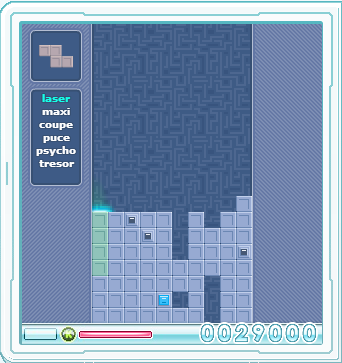 laser
maxi
coupe
puce
psycho
tresor
0029000